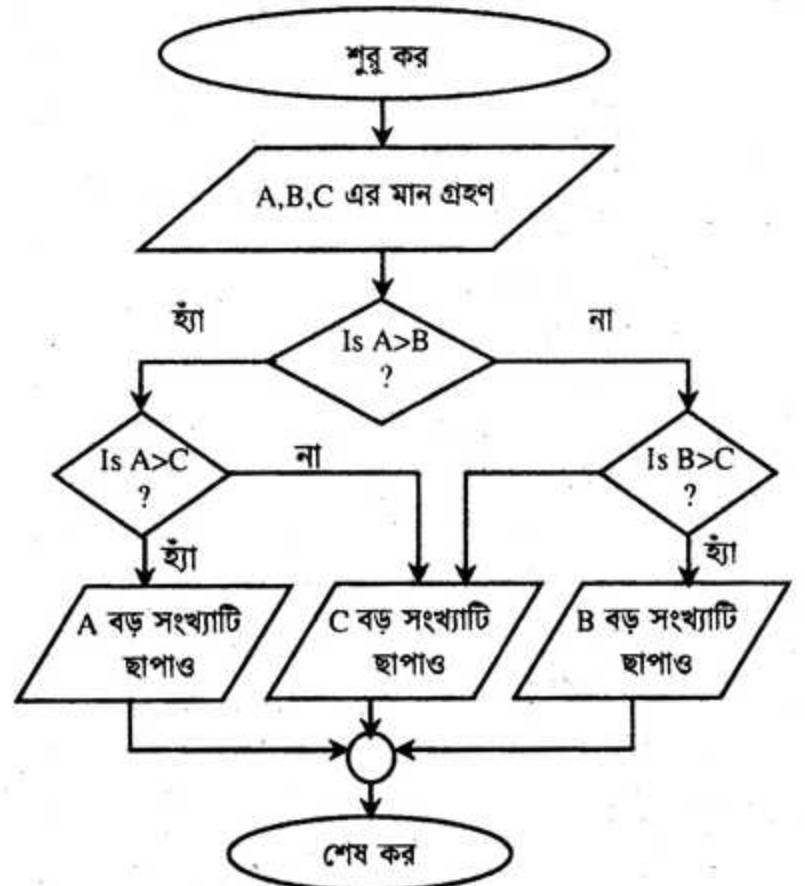 শুরু কর
A,B,C এর মান গ্রহণ
হ্যাঁ
না
Is A>B
?
Is A>C
?
না
Is B>C
?
হ্যাঁ
হ্যাঁ
A বড় সংখ্যাটি
ছাপাও
C বড় সংখ্যাটি
ছাপাও
B বড় সংখ্যাটি
ছাপাও
শেষ কর